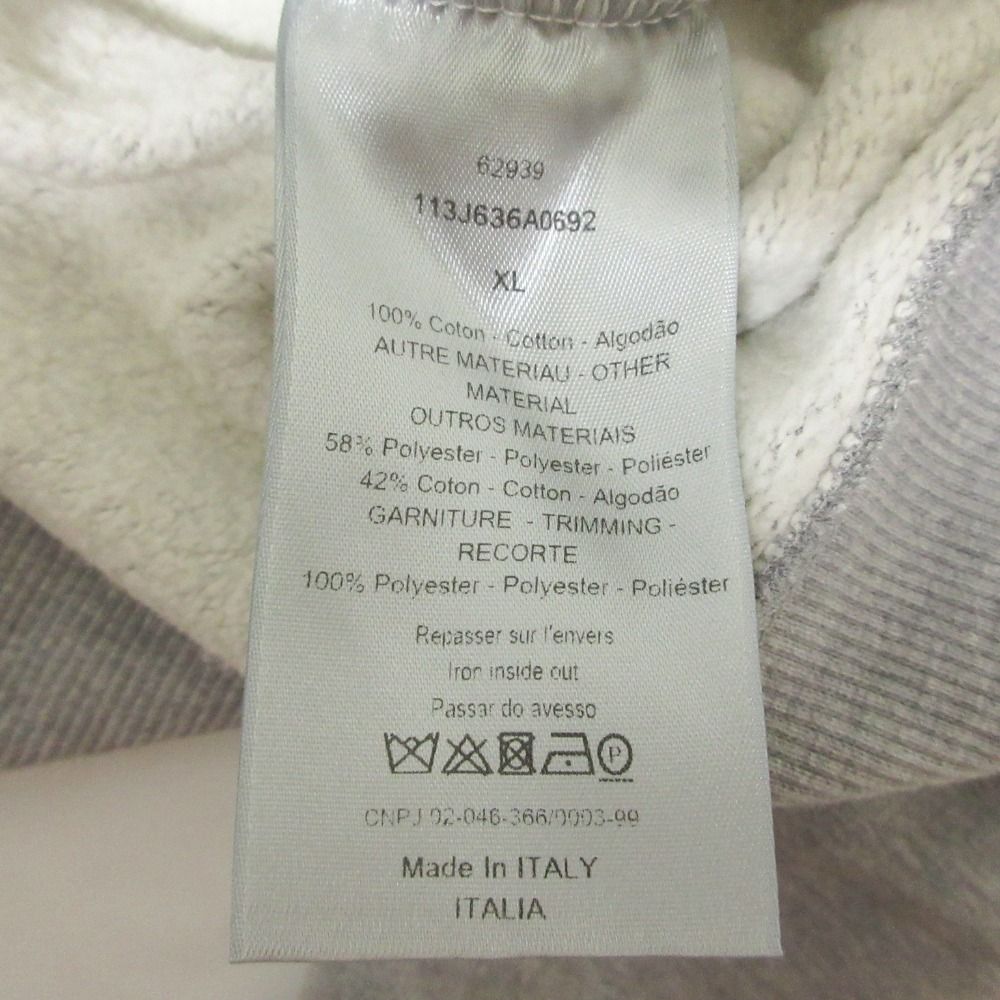 62939
113J636A0692
XL
100% Coton - Cotton - Algodão
AUTRE MATERIAU - OTHER
MATERIAL
OUTROS MATERIAIS
58% Polyester - Polyester - Poliéster
42% Coton - Cotton - Algodão
GARNITURE - TRIMMING -
RECORTE
100% Polyester - Polyester - Poliéster
Repasser sur l'envers
Iron inside out
Passar do avesso
P
CNPJ 02-046-366/0003-99
Made In ITALY
ITALIA